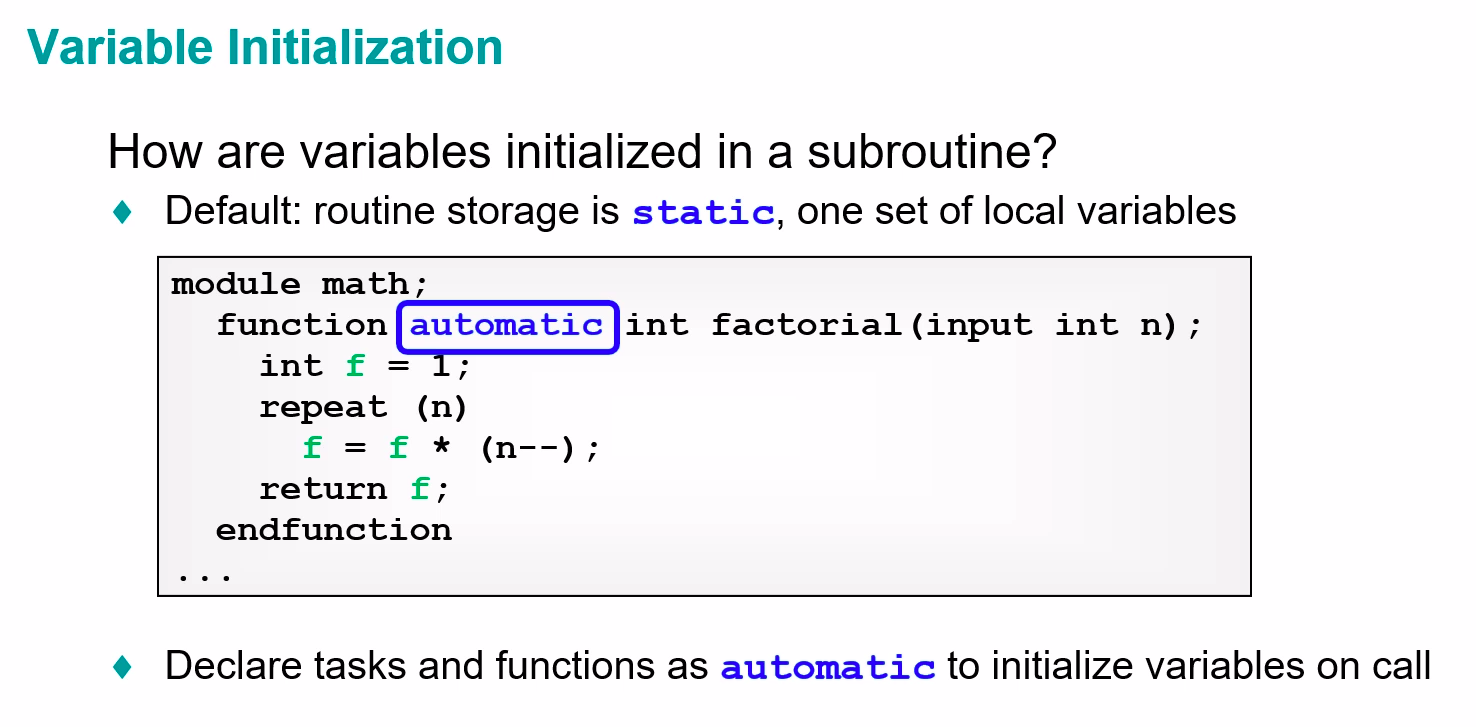 Variable Initialization
How are variables initialized in a subroutine?
♦ Default: routine storage is static, one set of local variables
module math;
  function automatic int factorial(input int n);
    int f = 1;
    repeat (n)
      f = f * (n--);
    return f;
  endfunction
...
♦ Declare tasks and functions as automatic to initialize variables on call